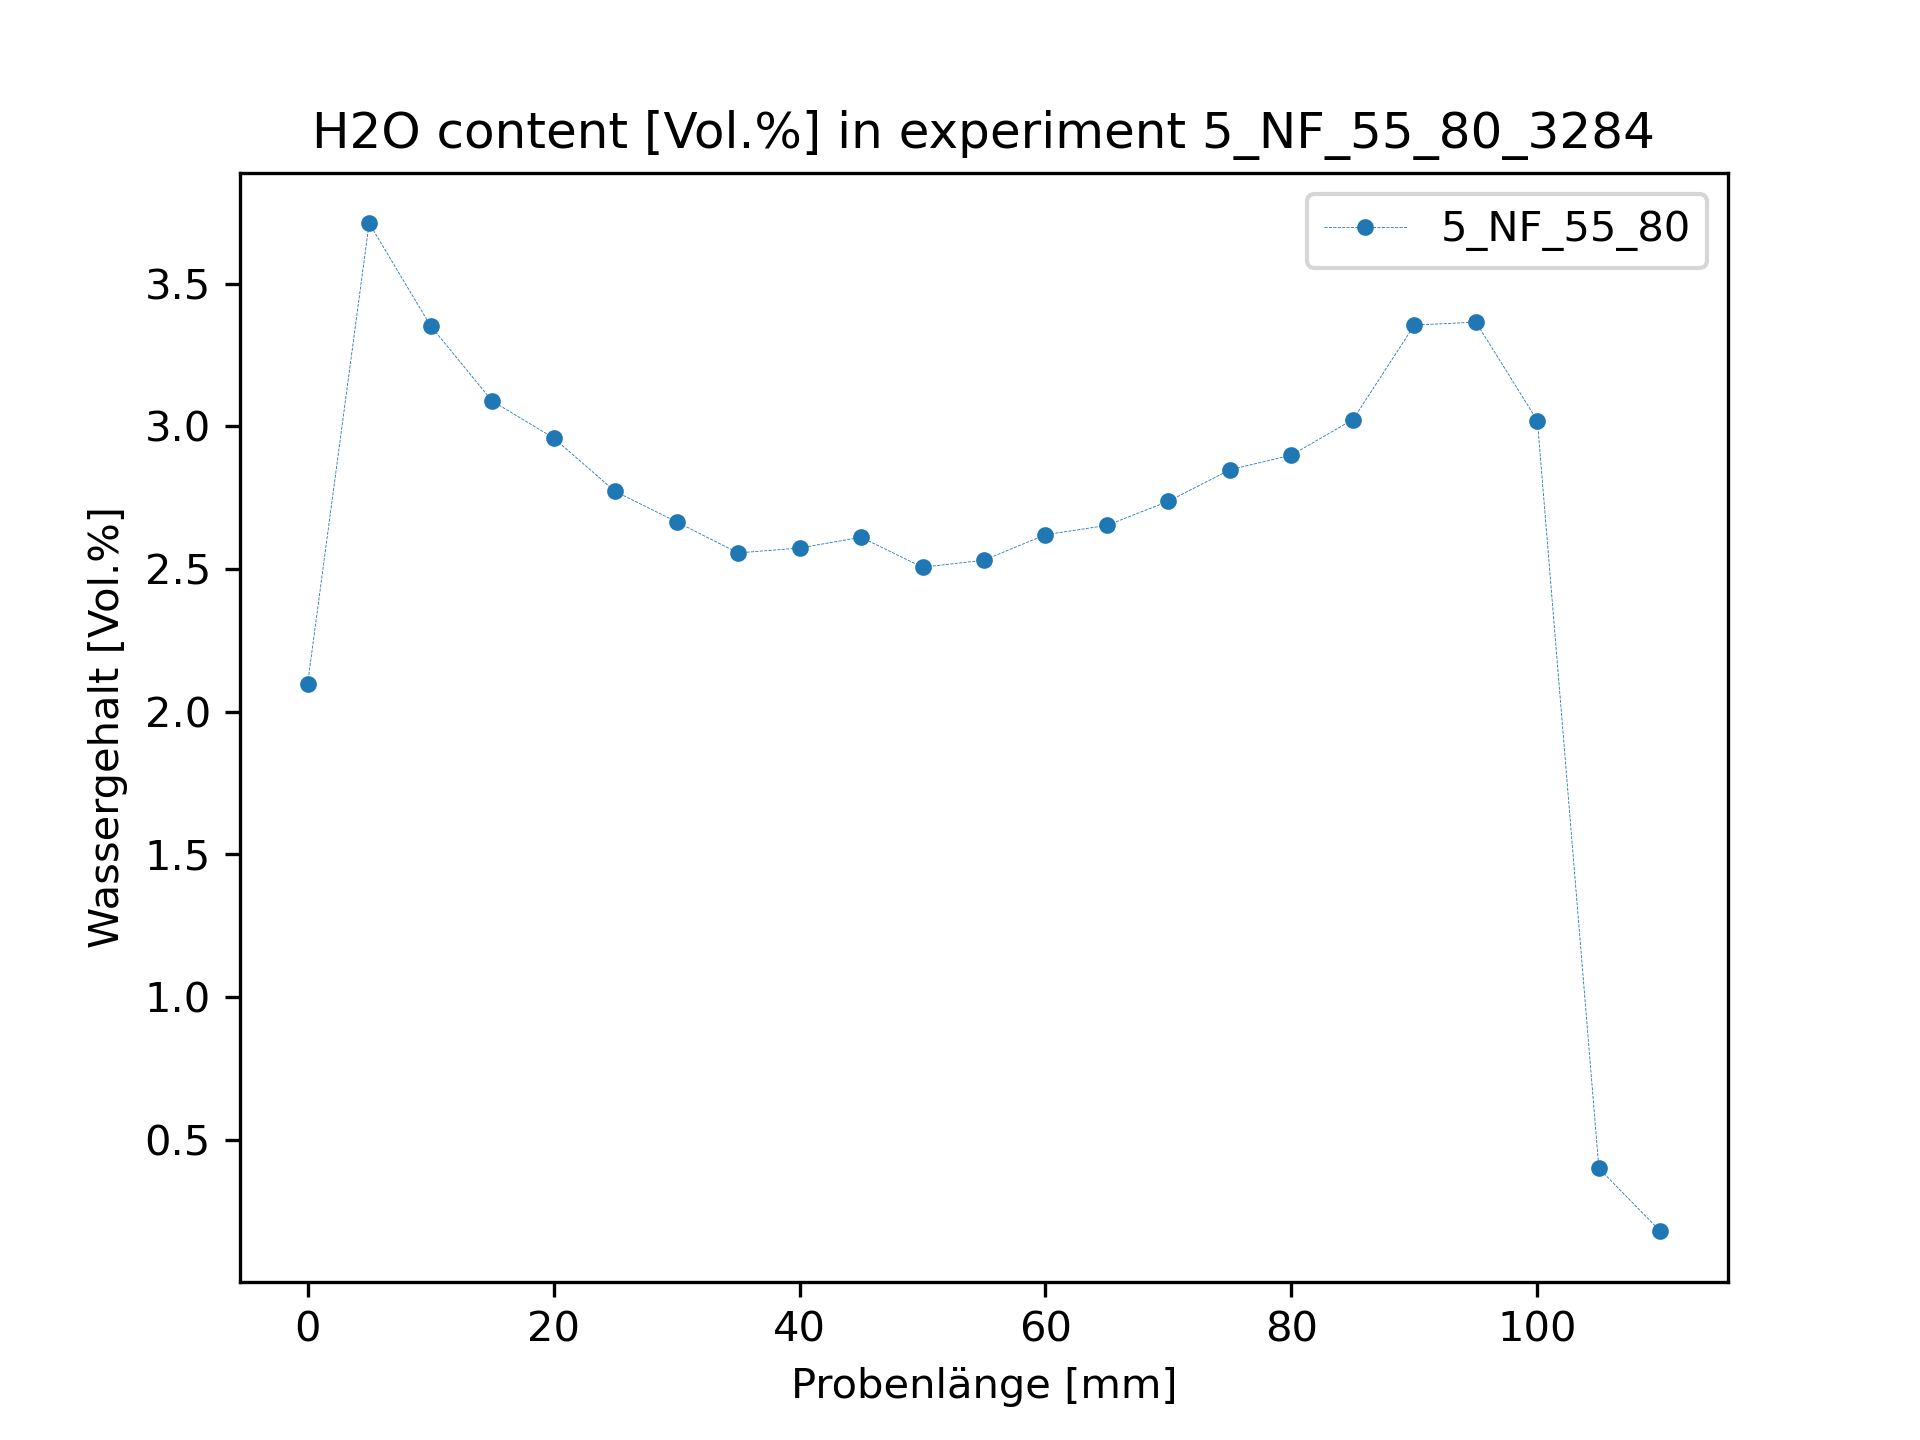 H2O content [Vol.%] in experiment 5_NF_55_80_3284
5_NF_55_80
Wassergehalt [Vol.%]
3.5
3.0
2.5
2.0
1.5
1.0
0.5
0 20 40 60 80 100
Probenlänge [mm]